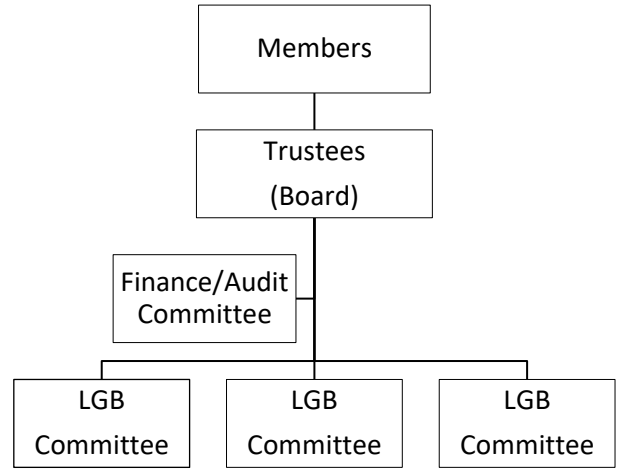 Members
Trustees
(Board)
Finance/Audit
Committee
LGB
Committee
LGB
Committee
LGB
Committee